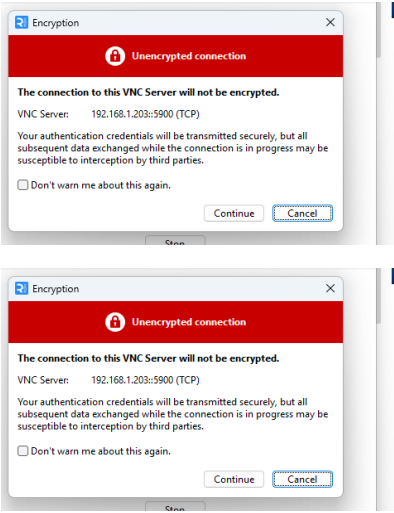 Encryption
Unencrypted connection
The connection to this VNC Server will not be encrypted.
VNC Server: 192.168.1.203::5900 (TCP)
Your authentication credentials will be transmitted securely, but all
subsequent data exchanged while the connection is in progress may be
susceptible to interception by third parties.
Don't warn me about this again.
Continue Cancel
Stop
Encryption
Unencrypted connection
The connection to this VNC Server will not be encrypted.
VNC Server: 192.168.1.203::5900 (TCP)
Your authentication credentials will be transmitted securely, but all
subsequent data exchanged while the connection is in progress may be
susceptible to interception by third parties.
Don't warn me about this again.
Continue Cancel
Stop